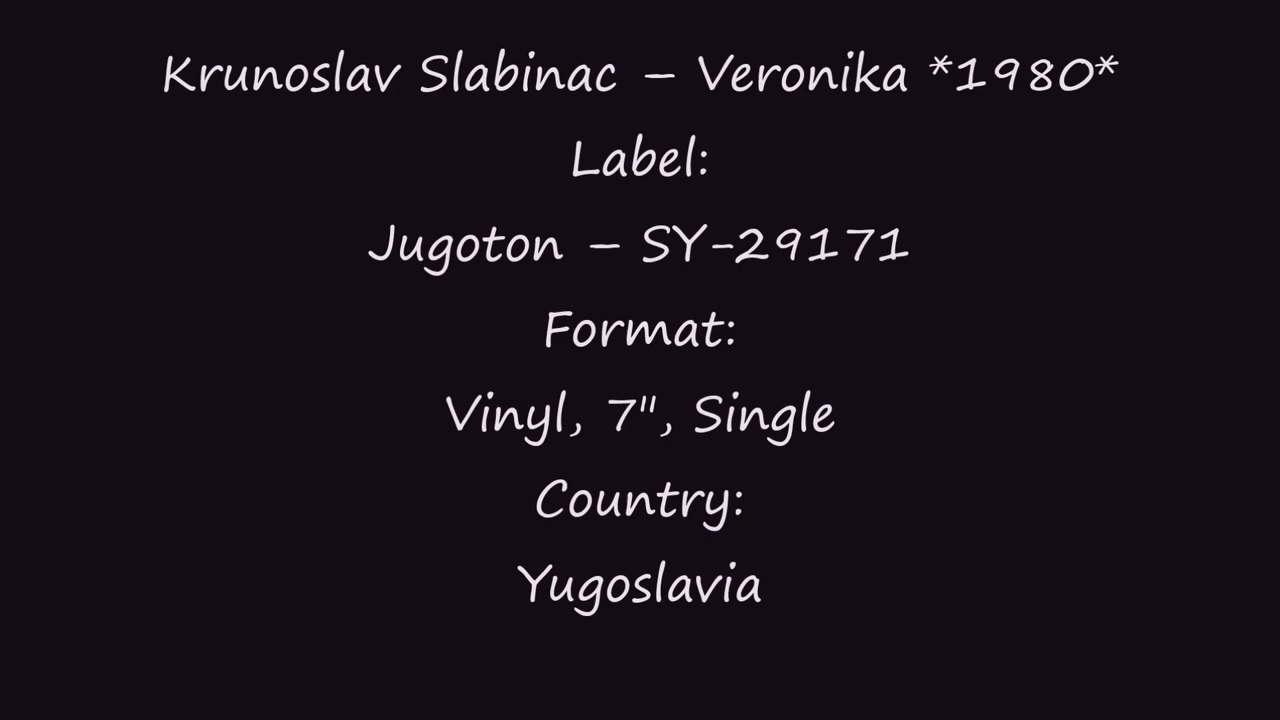 Krunoslav Slabinac – Veronika *1980*
Label:
Jugoton – SY-29171
Format:
Vinyl, 7", Single
Country:
Yugoslavia